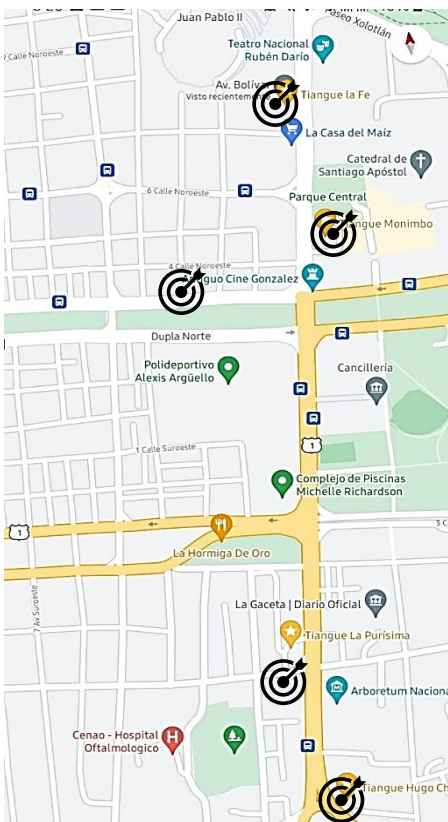 Juan Pablo II
Paseo Xolotlán
Calle Noroeste
Teatro Nacional
Rubén Darío
Av. Bolívar
Visto recientemente
Tiangue la Fe
La Casa del Maíz
Catedral de
Santiago Apóstol
6 Calle Noroeste
Parque Central
Monimbo
4 Calle Noroeste
Cine Gonzalez
Dupla Norte
Polideportivo
Alexis Argüello
Cancillería
1 Calle Suroeste
1
Complejo de Piscinas
Michelle Richardson
1
3 C
La Hormiga De Oro
7 Av Suroeste
La Gaceta | Diario Oficial
Tiangue La Purísima
Arboretum Naciona
Cenao - Hospital
Oftalmologico
H
Tiangue Hugo Ch